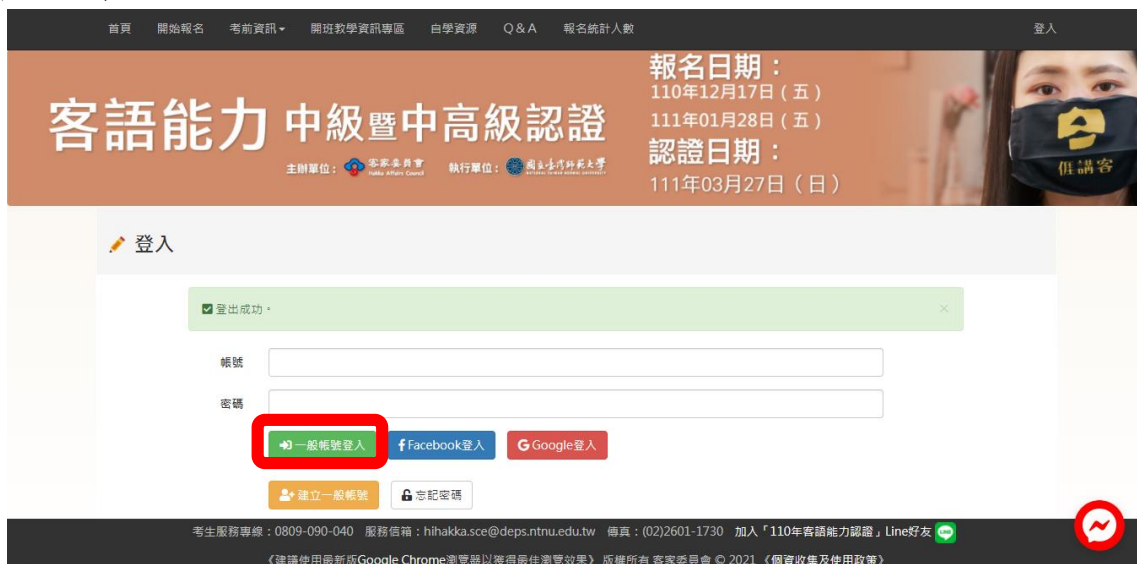 首頁 開始報名 考前資訊 開班教學資訊專區 自學資源 Q&A 報名統計人數 登入
客語能力 中級暨中高級認證
主辦單位: 客家委員會 Hakka Affairs Council 執行單位: 國立臺灣師範大學 NATIONAL TAIWAN NORMAL UNIVERSITY
報名日期:
110年12月17日(五)
111年01月28日(五)
認證日期:
111年03月27日(日)
𠊎講客
登入
登出成功。 ×
帳號
密碼
一般帳號登入 Facebook登入 Google登入
建立一般帳號 忘記密碼
考生服務專線:0809-090-040 服務信箱:hihakka.sce@deps.ntnu.edu.tw 傳真:(02)2601-1730 加入「110年客語能力認證」Line好友
《建議使用最新版Google Chrome瀏覽器以獲得最佳瀏覽效果》 版權所有 客家委員會 © 2021 《個資收集及使用政策》